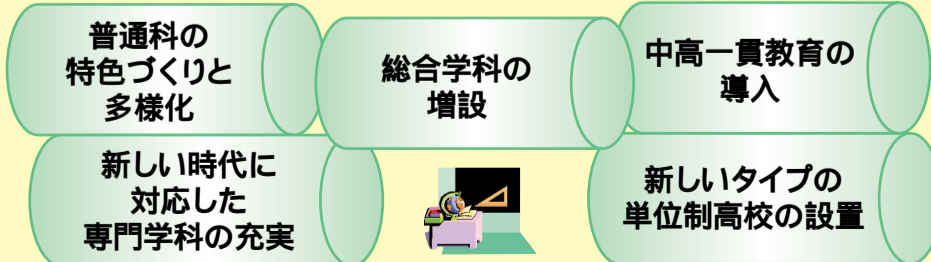 普通科の
特色づくりと
多様化
総合学科の
増設
中高一貫教育の
導入
新しい時代に
対応した
専門学科の充実
新しいタイプの
単位制高校の設置